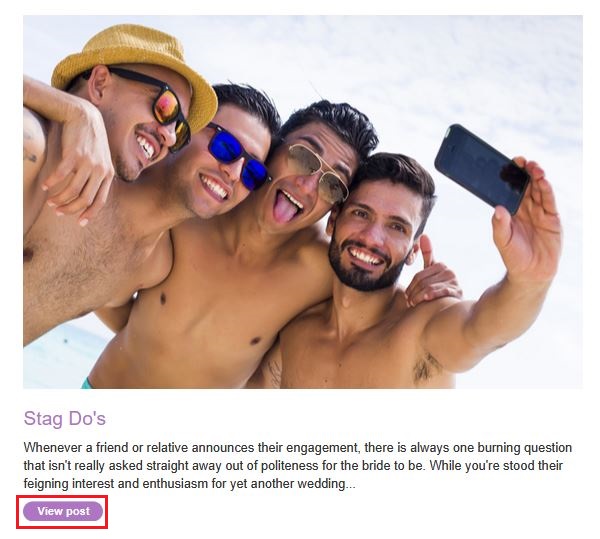 Stag Do's
Whenever a friend or relative announces their engagement, there is always one burning question
that isn't really asked straight away out of politeness for the bride to be. While you're stood their
feigning interest and enthusiasm for yet another wedding...
View post